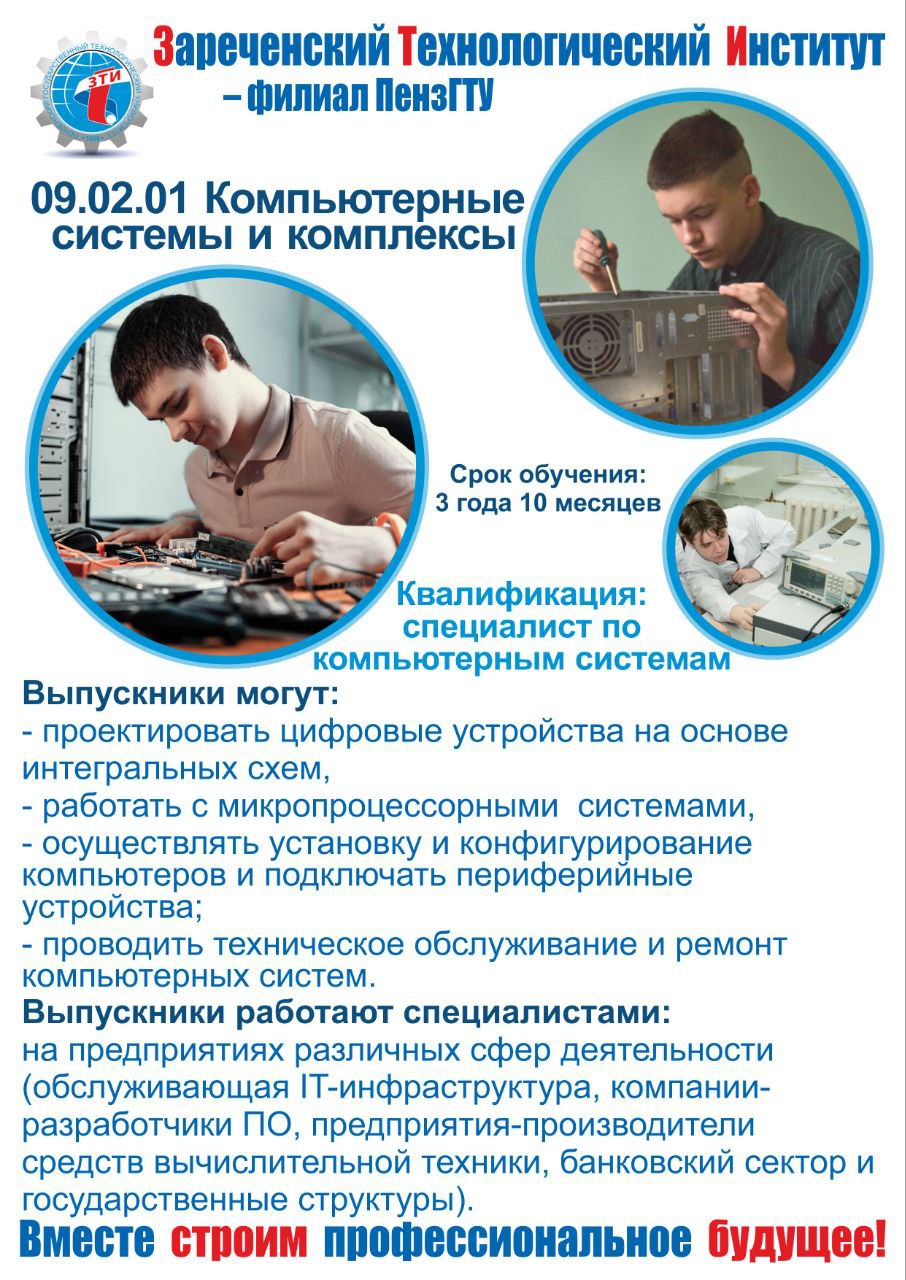 Зареченский Технологический Институт
– филиал ПензГТУ
ЗТИ
09.02.01 Компьютерные
системы и комплексы
Срок обучения:
3 года 10 месяцев
Квалификация:
специалист по
компьютерным системам
Выпускники могут:
- проектировать цифровые устройства на основе
интегральных схем,
- работать с микропроцессорными системами,
- осуществлять установку и конфигурирование
компьютеров и подключать периферийные
устройства;
- проводить техническое обслуживание и ремонт
компьютерных систем.
Выпускники работают специалистами:
на предприятиях различных сфер деятельности
(обслуживающая IT-инфраструктура, компании-
разработчики ПО, предприятия-производители
средств вычислительной техники, банковский сектор и
государственные структуры).
Вместе строим профессиональное будущее!